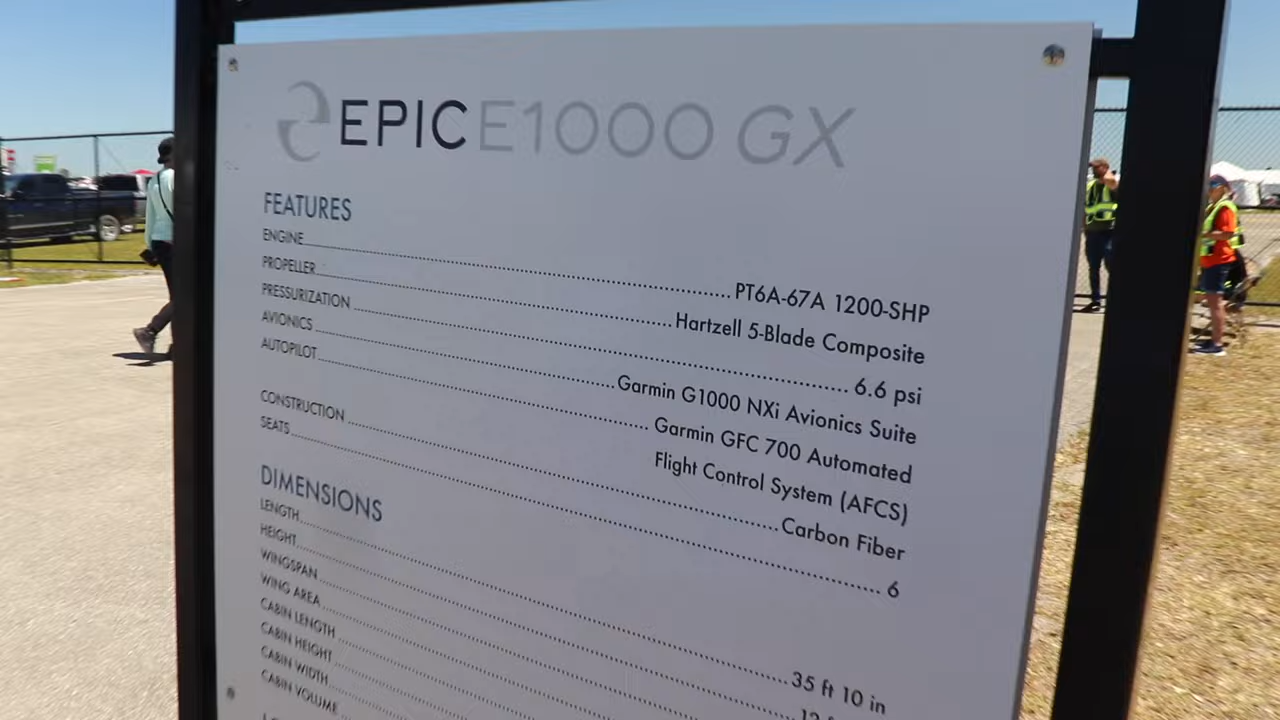 EPIC E1000 GX
FEATURES
ENGINE PT6A-67A 1200-SHP
PROPELLER Hartzell 5-Blade Composite
PRESSURIZATION 6.6 psi
AVIONICS Garmin G1000 NXi Avionics Suite
AUTOPILOT Garmin GFC 700 Automated
Flight Control System (AFCS)
CONSTRUCTION Carbon Fiber
SEATS 6
DIMENSIONS
LENGTH 35 ft 10 in
HEIGHT
WINGSPAN
WING AREA
CABIN LENGTH
CABIN HEIGHT
CABIN WIDTH
CABIN VOLUME